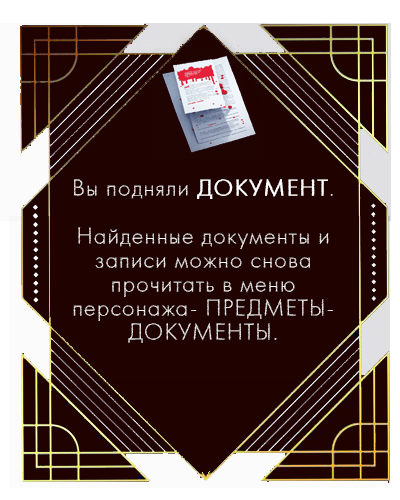 Вы подняли ДОКУМЕНТ.
Найденные документы и
записи можно снова
прочитать в меню
персонажа- ПРЕДМЕТЫ-
ДОКУМЕНТЫ.